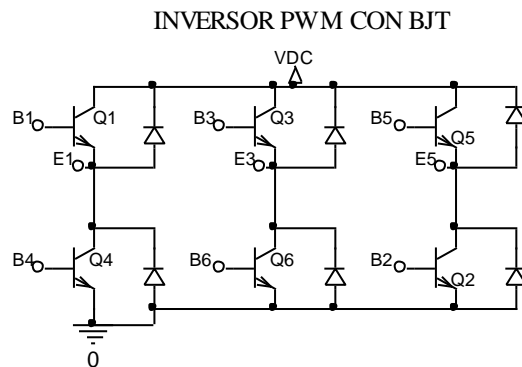 INVERSOR PWM CON BJT
VDC
B1 Q1 B3 Q3 B5 Q5
E1 E3 E5
B4 Q4 B6 Q6 B2 Q2
0